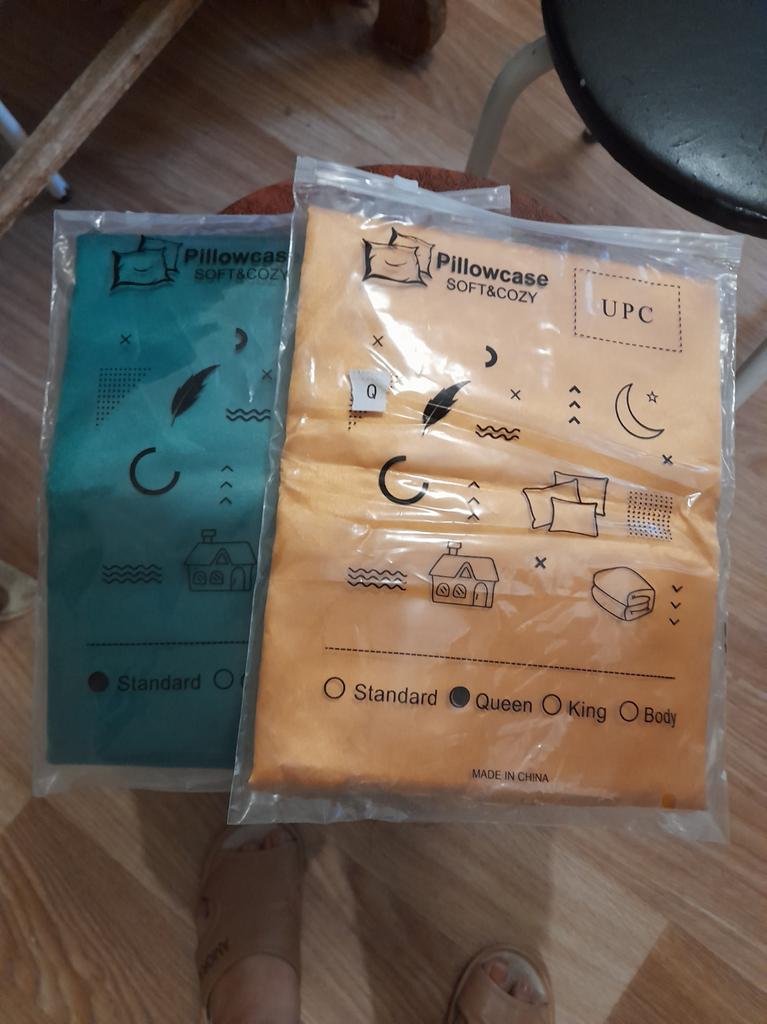 Pillowcase
SOFT&COZY
Standard
Pillowcase
SOFT&COZY
UPC
Q
Standard Queen King Body
MADE IN CHINA